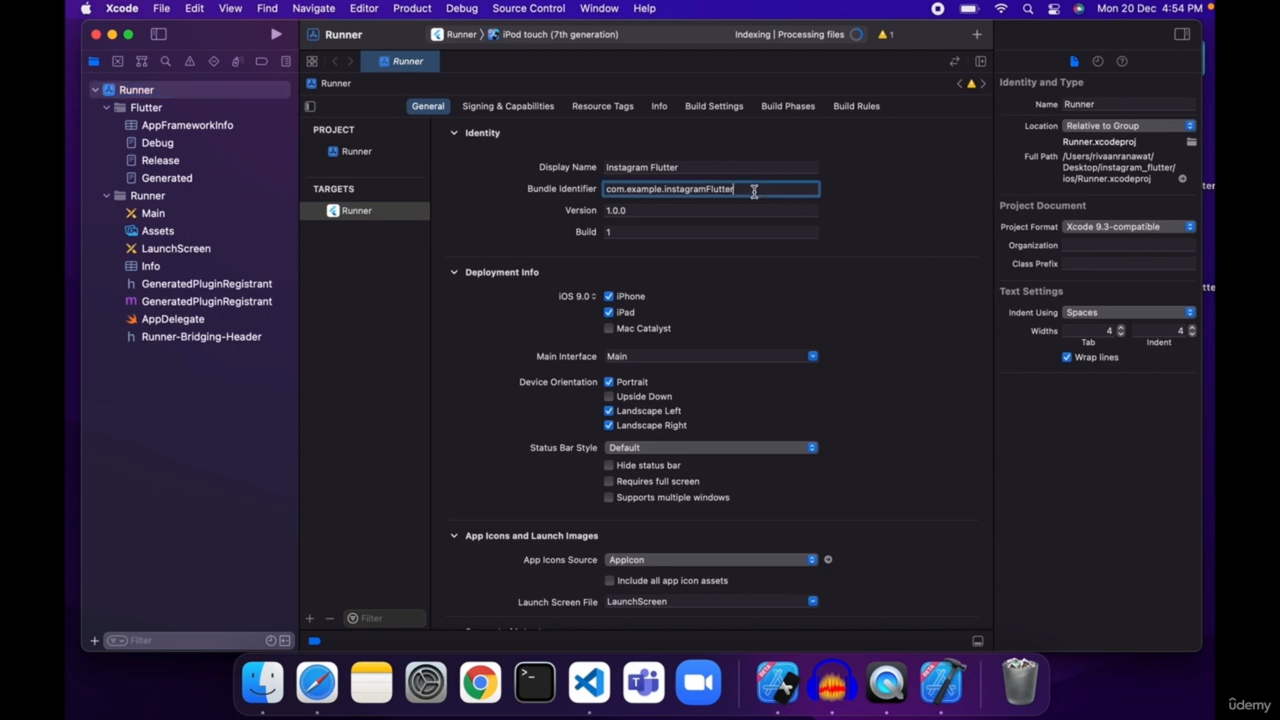 Xcode File Edit View Find Navigate Editor Product Debug Source Control Window Help Mon 20 Dec 4:54 PM
Runner Runner iPod touch (7th generation) Indexing | Processing files 1
Runner
Runner
Runner
Flutter
AppFrameworkInfo
Debug
Release
Generated
Runner
Main
Assets
LaunchScreen
Info
GeneratedPluginRegistrant
GeneratedPluginRegistrant
AppDelegate
Runner-Bridging-Header
Filter
General Signing & Capabilities Resource Tags Info Build Settings Build Phases Build Rules
PROJECT
Runner
TARGETS
Runner
Filter
Identity
Display Name Instagram Flutter
Bundle Identifier com.example.instagramFlutter
Version 1.0.0
Build 1
Deployment Info
iOS 9.0 iPhone
iPad
Mac Catalyst
Main Interface Main
Device Orientation Portrait
Upside Down
Landscape Left
Landscape Right
Status Bar Style Default
Hide status bar
Requires full screen
Supports multiple windows
App Icons and Launch Images
App Icons Source AppIcon
Include all app icon assets
Launch Screen File LaunchScreen
Identity and Type
Name Runner
Location Relative to Group
Runner.xcodeproj
Full Path /Users/rivaanranawat/
Desktop/instagram_flutter/
ios/Runner.xcodeproj
Project Document
Project Format Xcode 9.3-compatible
Organization
Class Prefix
Text Settings
Indent Using Spaces
Widths 4 4
Tab Indent
Wrap lines
ûdemy